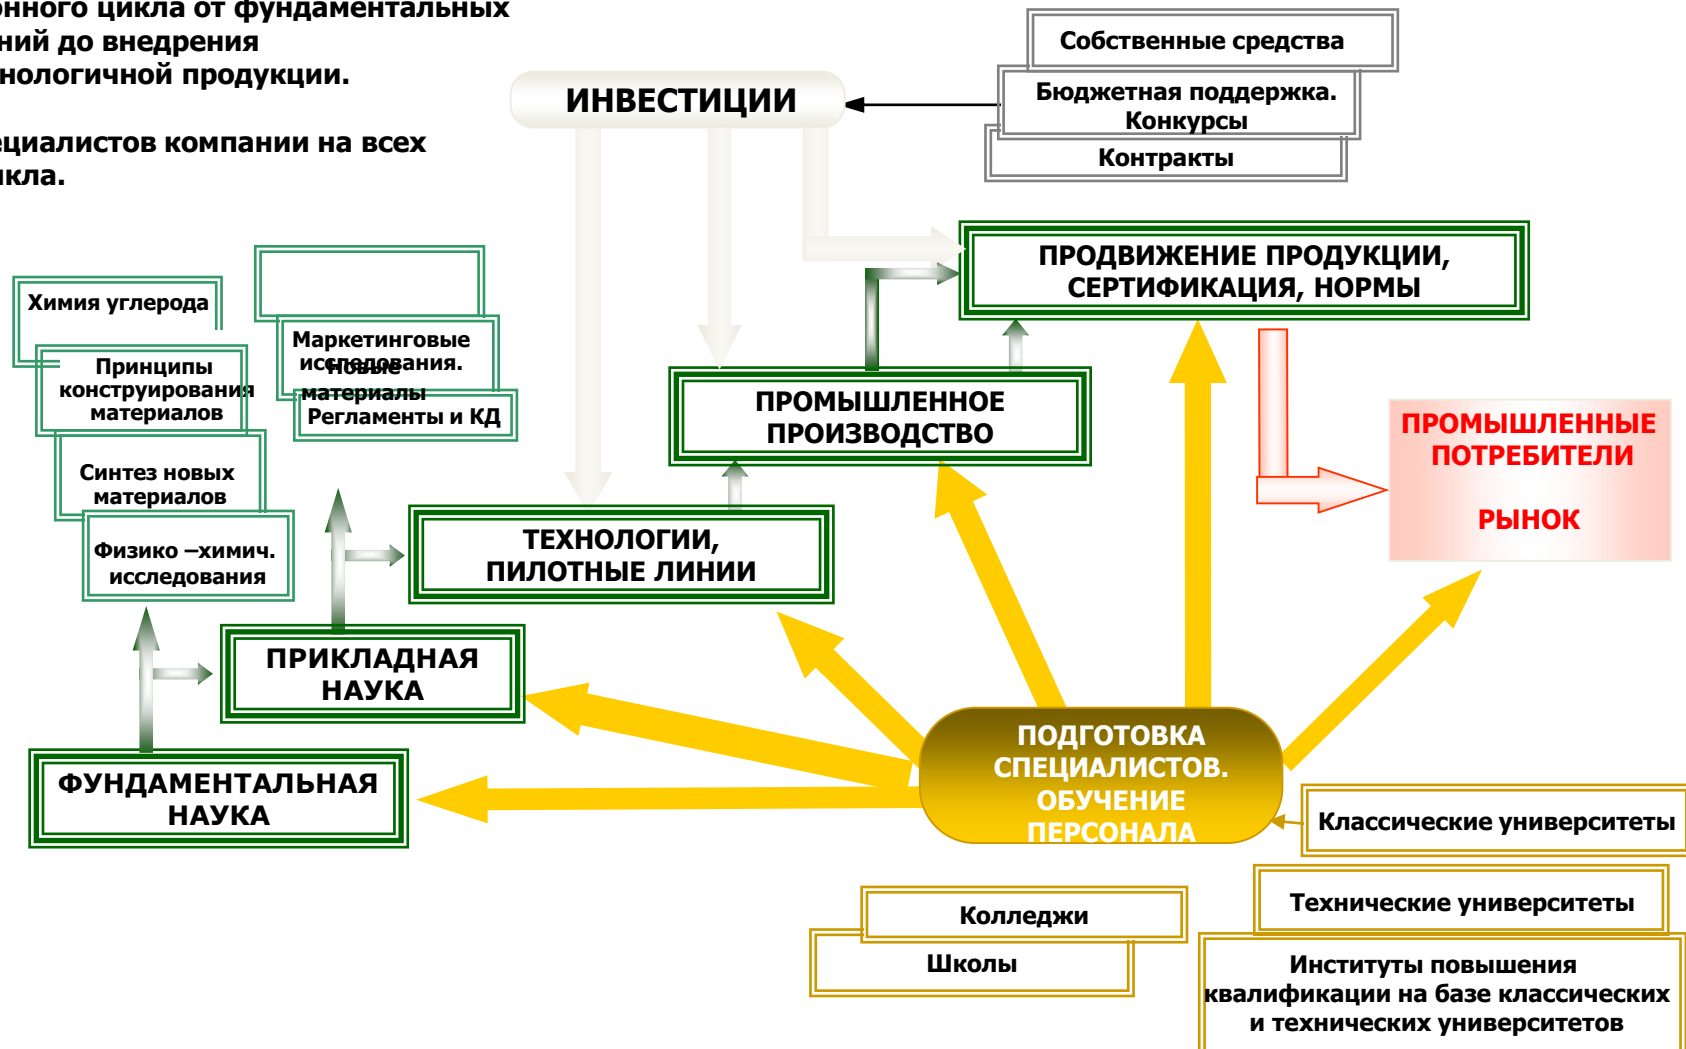 онного цикла от фундаментальных
ний до внедрения
нологичной продукции.
ециалистов компании на всех
икла.
Собственные средства
Бюджетная поддержка.
Конкурсы
Контракты
ИНВЕСТИЦИИ
ПРОДВИЖЕНИЕ ПРОДУКЦИИ,
СЕРТИФИКАЦИЯ, НОРМЫ
Химия углерода
Принципы
конструирования
материалов
Синтез новых
материалов
Физико –химич.
исследования
Маркетинговые
исследования.
Новые
материалы
Регламенты и КД
ПРОМЫШЛЕННОЕ
ПРОИЗВОДСТВО
ПРОМЫШЛЕННЫЕ
ПОТРЕБИТЕЛИ
РЫНОК
ТЕХНОЛОГИИ,
ПИЛОТНЫЕ ЛИНИИ
ПРИКЛАДНАЯ
НАУКА
ФУНДАМЕНТАЛЬНАЯ
НАУКА
ПОДГОТОВКА
СПЕЦИАЛИСТОВ.
ОБУЧЕНИЕ
ПЕРСОНАЛА
Классические университеты
Технические университеты
Институты повышения
квалификации на базе классических
и технических университетов
Колледжи
Школы